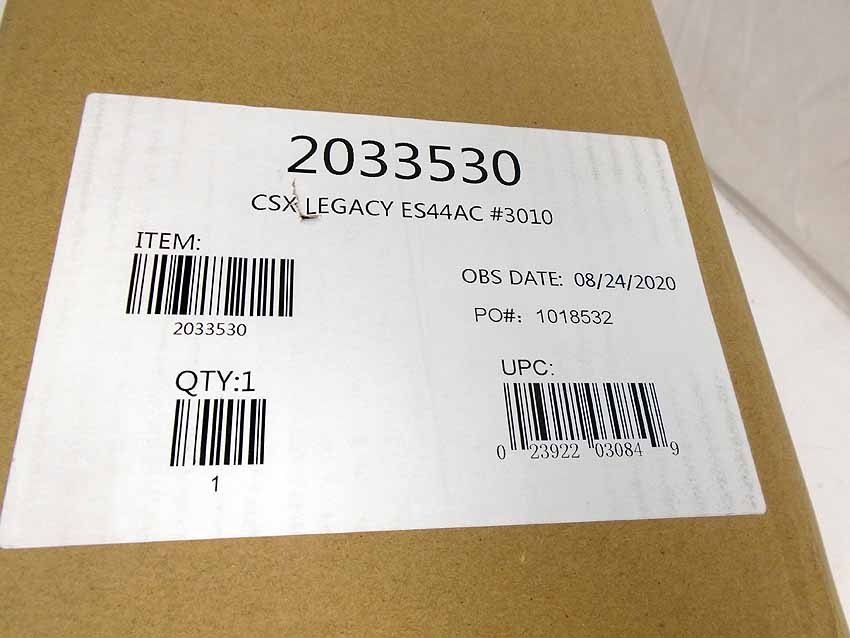 2033530
CSX LEGACY ES44AC #3010
ITEM:
2033530
OBS DATE: 08/24/2020
PO#: 1018532
QTY:1
1
UPC:
0 23922 03084 9